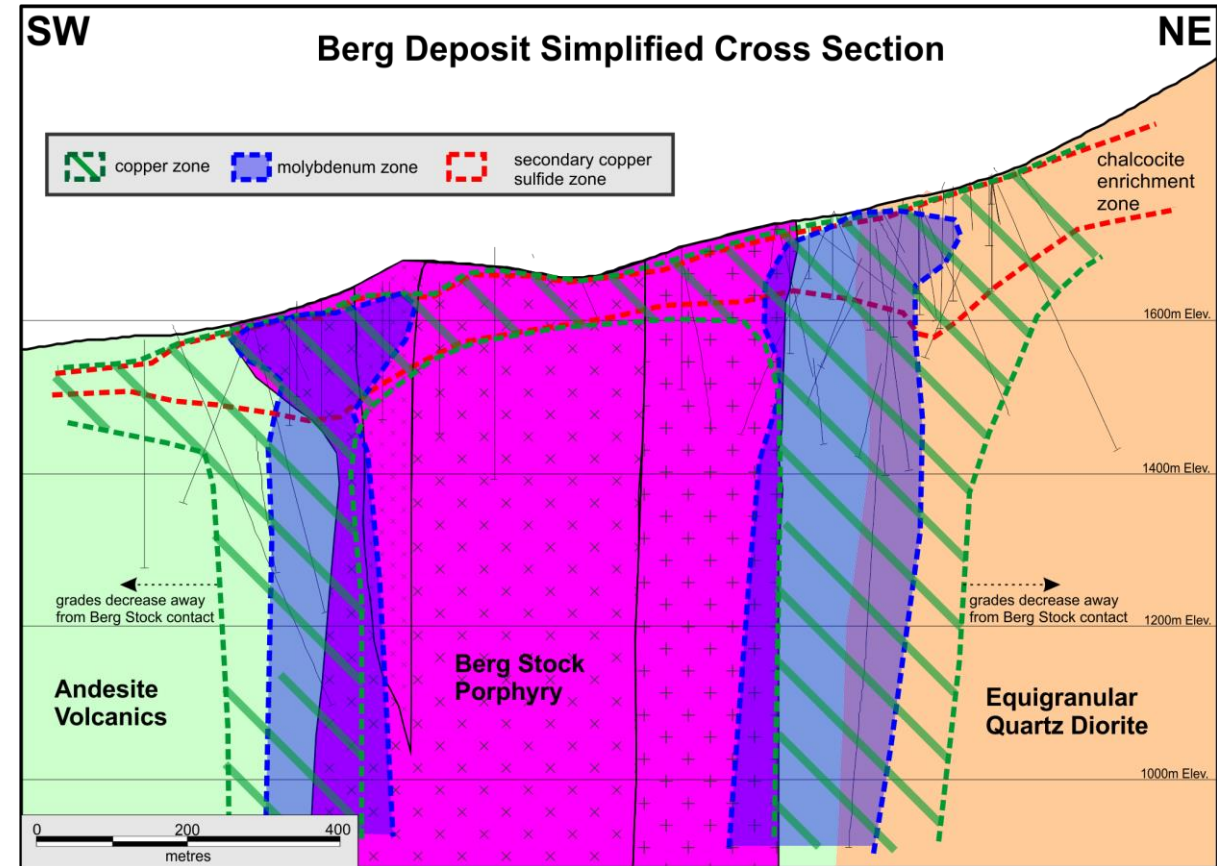 SW
NE
Berg Deposit Simplified Cross Section
copper zone
molybdenum zone
secondary copper
sulfide zone
chalcocite
enrichment
zone
1600m Elev.
1400m Elev.
grades decrease away
from Berg Stock contact
grades decrease away
from Berg Stock contact
1200m Elev.
Berg Stock
Porphyry
Andesite
Volcanics
Equigranular
Quartz Diorite
1000m Elev.
0 200 400
metres